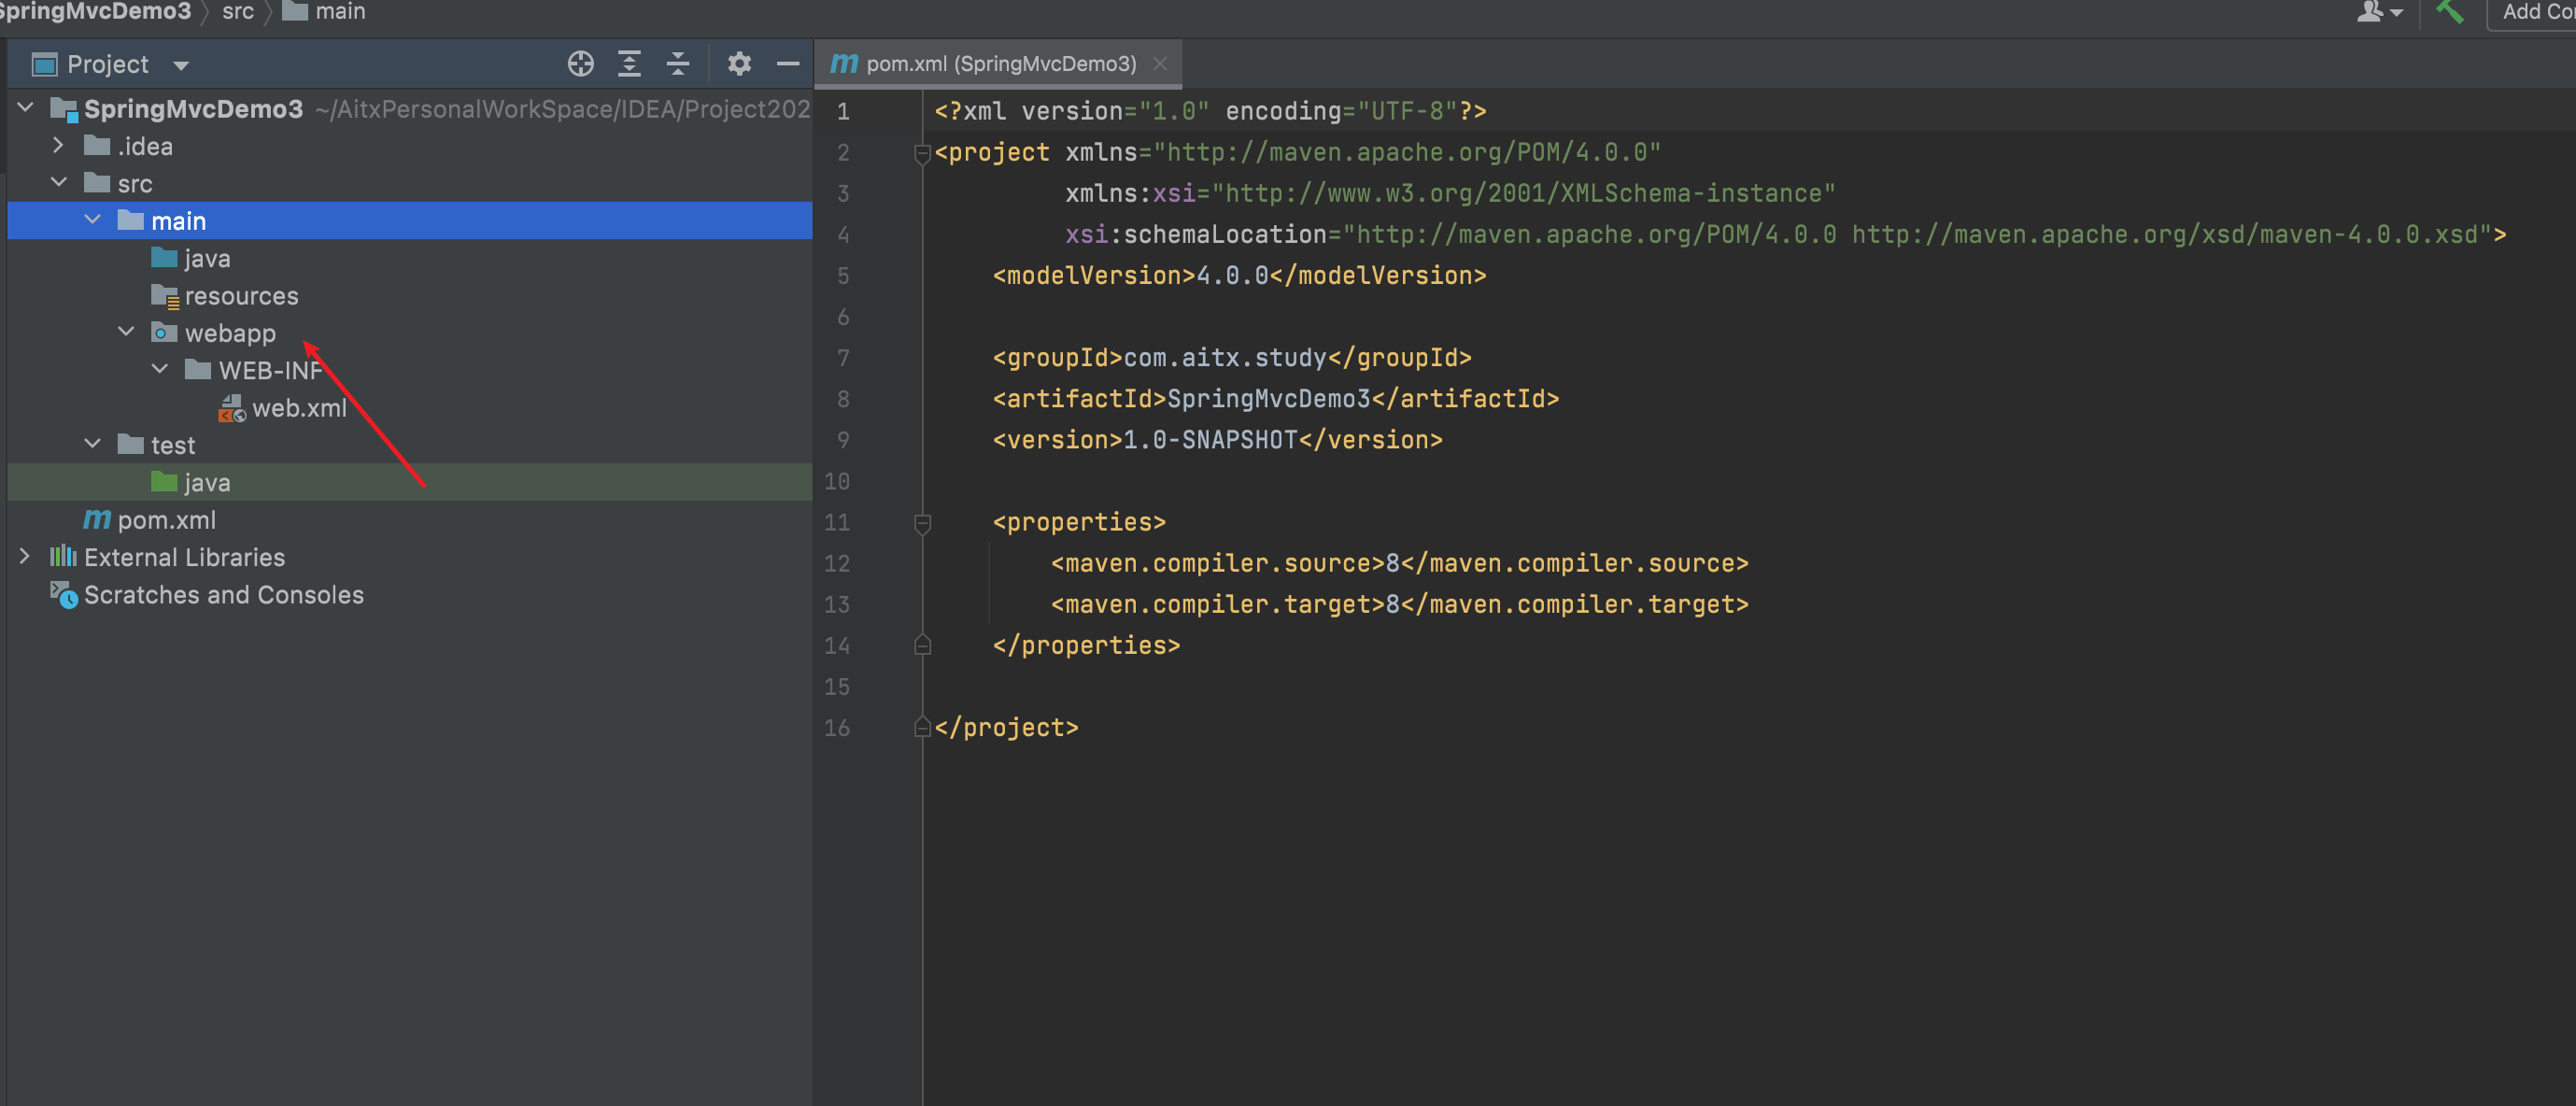 SpringMvcDemo3 src main
Add Co
Project
SpringMvcDemo3 ~/AitxPersonalWorkSpace/IDEA/Project202
.idea
src
main
java
resources
webapp
WEB-INF
web.xml
test
java
pom.xml
External Libraries
Scratches and Consoles
pom.xml (SpringMvcDemo3)
1 <?xml version="1.0" encoding="UTF-8"?>
2 <project xmlns="http://maven.apache.org/POM/4.0.0"
3 xmlns:xsi="http://www.w3.org/2001/XMLSchema-instance"
4 xsi:schemaLocation="http://maven.apache.org/POM/4.0.0 http://maven.apache.org/xsd/maven-4.0.0.xsd">
5 <modelVersion>4.0.0</modelVersion>
6
7 <groupId>com.aitx.study</groupId>
8 <artifactId>SpringMvcDemo3</artifactId>
9 <version>1.0-SNAPSHOT</version>
10
11 <properties>
12 <maven.compiler.source>8</maven.compiler.source>
13 <maven.compiler.target>8</maven.compiler.target>
14 </properties>
15
16 </project>